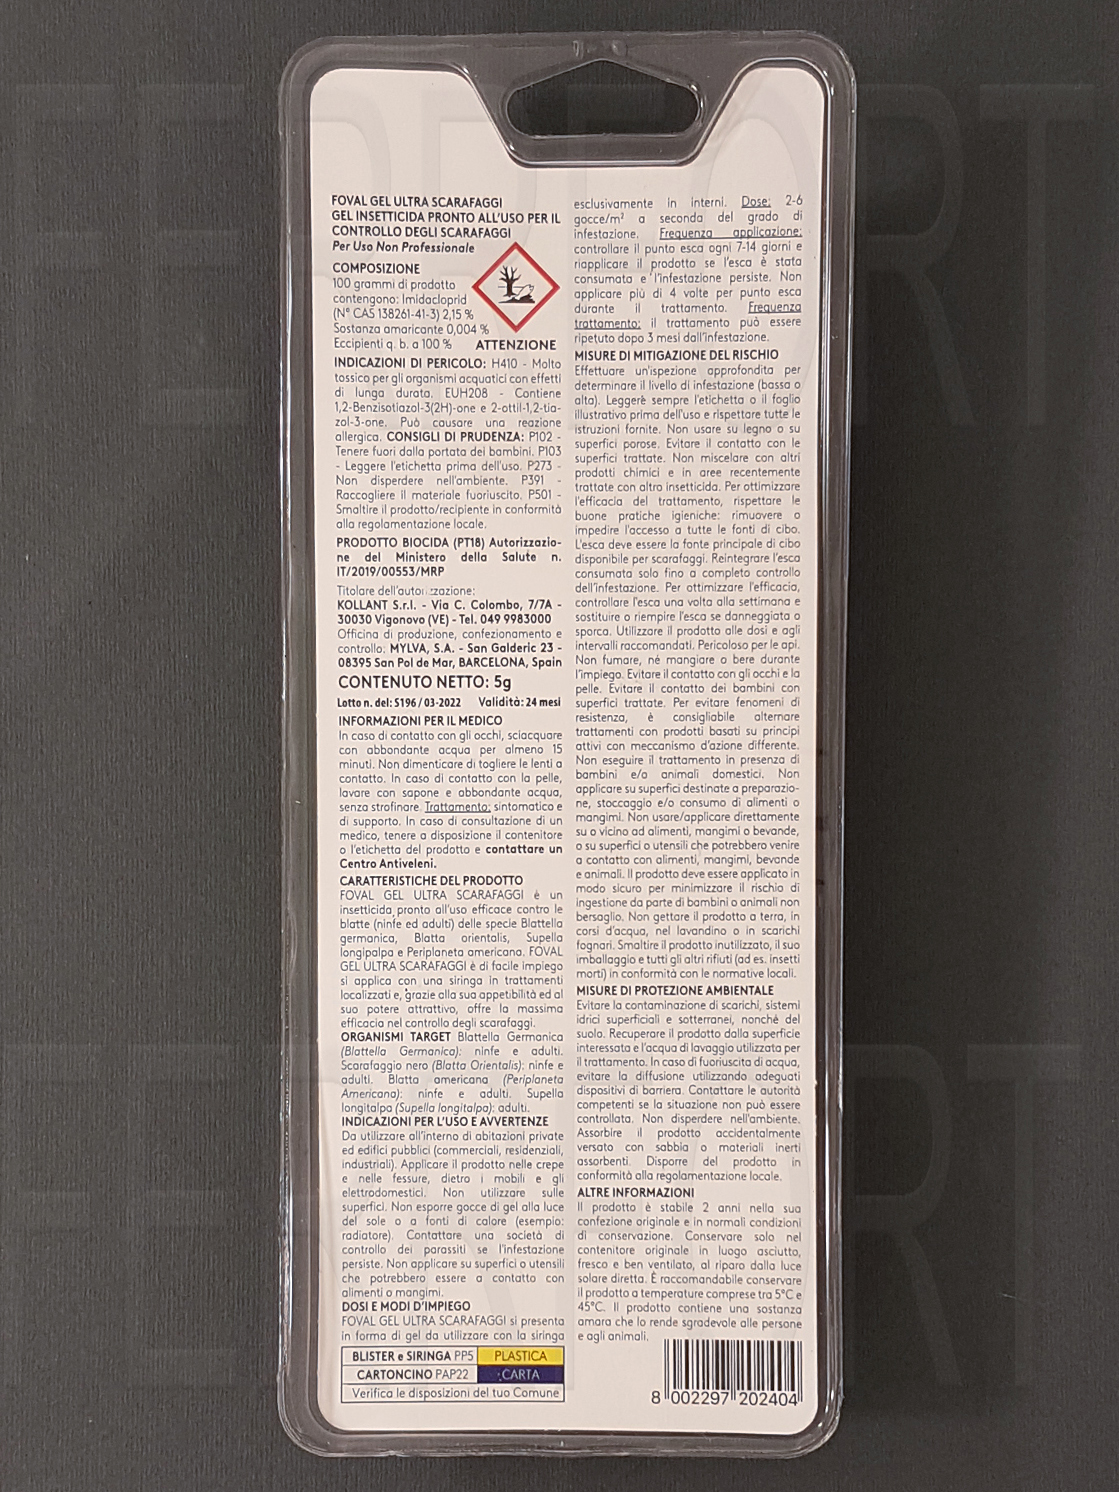 FOVAL GEL ULTRA SCARAFAGGI
GEL INSETTICIDA PRONTO ALL'USO PER IL
CONTROLLO DEGLI SCARAFAGGI
Per Uso Non Professionale
COMPOSIZIONE
100 grammi di prodotto
contengono: Imidacloprid
(N° CAS 138261-41-3) 2,15 %
Sostanza amaricante 0,004 %
Eccipienti q. b. a 100 % ATTENZIONE
INDICAZIONI DI PERICOLO: H410 - Molto
tossico per gli organismi acquatici con effetti
di lunga durata. EUH208 - Contiene
1,2-Benzisotiazol-3(2H)-one e 2-ottil-1,2-tia-
zol-3-one. Può causare una reazione
allergica. CONSIGLI DI PRUDENZA: P102 -
Tenere fuori dalla portata dei bambini. P103
- Leggere l'etichetta prima dell'uso. P273 -
Non disperdere nell'ambiente. P391 -
Raccogliere il materiale fuoriuscito. P501 -
Smaltire il prodotto/recipiente in conformità
alla regolamentazione locale.
PRODOTTO BIOCIDA (PT18) Autorizzazio-
ne del Ministero della Salute n.
IT/2019/00553/MRP
Titolare dell'autorizzazione:
KOLLANT S.r.l. - Via C. Colombo, 7/7A -
30030 Vigonovo (VE) - Tel. 049 9983000
Officina di produzione, confezionamento e
controllo: MYLVA, S.A. - San Galderic 23 -
08395 San Pol de Mar, BARCELONA, Spain
CONTENUTO NETTO: 5g
Lotto n. del: S196 / 03-2022 Validità: 24 mesi
INFORMAZIONI PER IL MEDICO
In caso di contatto con gli occhi, sciacquare
con abbondante acqua per almeno 15
minuti. Non dimenticare di togliere le lenti a
contatto. In caso di contatto con la pelle,
lavare con sapone e abbondante acqua,
senza strofinare. Trattamento: sintomatico e
di supporto. In caso di consultazione di un
medico, tenere a disposizione il contenitore
o l'etichetta del prodotto e contattare un
Centro Antiveleni.
CARATTERISTICHE DEL PRODOTTO
FOVAL GEL ULTRA SCARAFAGGI è un
insetticida pronto all'uso efficace contro le
blatte (ninfe ed adulti) delle specie Blattella
germanica, Blatta orientalis, Supella
longipalpa e Periplaneta americana. FOVAL
GEL ULTRA SCARAFAGGI è di facile impiego
si applica con una siringa in trattamenti
localizzati e, grazie alla sua appetibilità ed al
suo potere attrattivo, offre la massima
efficacia nel controllo degli scarafaggi.
ORGANISMI TARGET Blattella Germanica
(Blattella Germanica): ninfe e adulti.
Scarafaggio nero (Blatta Orientalis): ninfe e
adulti. Blatta americana (Periplaneta
Americana): ninfe e adulti. Supella
longitalpa (Supella longitalpa): adulti.
INDICAZIONI PER L'USO E AVVERTENZE
Da utilizzare all'interno di abitazioni private
ed edifici pubblici (commerciali, residenziali,
industriali). Applicare il prodotto nelle crepe
e nelle fessure, dietro i mobili e gli
elettrodomestici. Non utilizzare sulle
superfici. Non esporre gocce di gel alla luce
del sole o a fonti di calore (esempio:
radiatore). Contattare una società di
controllo dei parassiti se l'infestazione
persiste. Non applicare su superfici o utensili
che potrebbero essere a contatto con
alimenti o mangimi.
DOSI E MODI D'IMPIEGO
FOVAL GEL ULTRA SCARAFAGGI si presenta
in forma di gel da utilizzare con la siringa
BLISTER e SIRINGA PP5 PLASTICA
CARTONCINO PAP22 CARTA
Verifica le disposizioni del tuo Comune
esclusivamente in interni. Dose: 2-6
gocce/m² a seconda del grado di
infestazione. Frequenza applicazione:
controllare il punto esca ogni 7-14 giorni e
riapplicare il prodotto se l'esca è stata
consumata e l'infestazione persiste. Non
applicare più di 4 volte per punto esca
durante il trattamento. Frequenza
trattamento: il trattamento può essere
ripetuto dopo 3 mesi dall'infestazione.
MISURE DI MITIGAZIONE DEL RISCHIO
Effettuare un'ispezione approfondita per
determinare il livello di infestazione (bassa o
alta). Leggere sempre l'etichetta o il foglio
illustrativo prima dell'uso e rispettare tutte le
istruzioni fornite. Non usare su legno o su
superfici porose. Evitare il contatto con le
superfici trattate. Non miscelare con altri
prodotti chimici e in aree recentemente
trattate con altro insetticida. Per ottimizzare
l'efficacia del trattamento, rispettare le
buone pratiche igieniche: rimuovere o
impedire l'accesso a tutte le fonti di cibo.
L'esca deve essere la fonte principale di cibo
disponibile per scarafaggi. Reintegrare l'esca
consumata solo fino a completo controllo
dell'infestazione. Per ottimizzare l'efficacia,
controllare l'esca una volta alla settimana e
sostituire o riempire l'esca se danneggiata o
sporca. Utilizzare il prodotto alle dosi e agli
intervalli raccomandati. Pericoloso per le api.
Non fumare, né mangiare o bere durante
l'impiego. Evitare il contatto con gli occhi e la
pelle. Evitare il contatto dei bambini con
superfici trattate. Per evitare fenomeni di
resistenza, è consigliabile alternare
trattamenti con prodotti basati su principi
attivi con meccanismo d'azione differente.
Non eseguire il trattamento in presenza di
bambini e/o animali domestici. Non
applicare su superfici destinate a preparazio-
ne, stoccaggio e/o consumo di alimenti o
mangimi. Non usare/applicare direttamente
su o vicino ad alimenti, mangimi o bevande,
o su superfici o utensili che potrebbero venire
a contatto con alimenti, mangimi, bevande
e animali. Il prodotto deve essere applicato in
modo sicuro per minimizzare il rischio di
ingestione da parte di bambini o animali non
bersaglio. Non gettare il prodotto a terra, in
corsi d'acqua, nel lavandino o in scarichi
fognari. Smaltire il prodotto inutilizzato, il suo
imballaggio e tutti gli altri rifiuti (ad es. insetti
morti) in conformità con le normative locali.
MISURE DI PROTEZIONE AMBIENTALE
Evitare la contaminazione di scarichi, sistemi
idrici superficiali e sotterranei, nonché del
suolo. Recuperare il prodotto dalla superficie
interessata e l'acqua di lavaggio utilizzata per
il trattamento. In caso di fuoriuscita di acqua,
evitare la diffusione utilizzando adeguati
dispositivi di barriera. Contattare le autorità
competenti se la situazione non può essere
controllata. Non disperdere nell'ambiente.
Assorbire il prodotto accidentalmente
versato con sabbia o materiali inerti
assorbenti. Disporre del prodotto in
conformità alla regolamentazione locale.
ALTRE INFORMAZIONI
Il prodotto è stabile 2 anni nella sua
confezione originale e in normali condizioni
di conservazione. Conservare solo nel
contenitore originale in luogo asciutto,
fresco e ben ventilato, al riparo dalla luce
solare diretta. È raccomandabile conservare
il prodotto a temperature comprese tra 5°C e
45°C. Il prodotto contiene una sostanza
amara che lo rende sgradevole alle persone
e agli animali.
8 002297 202404